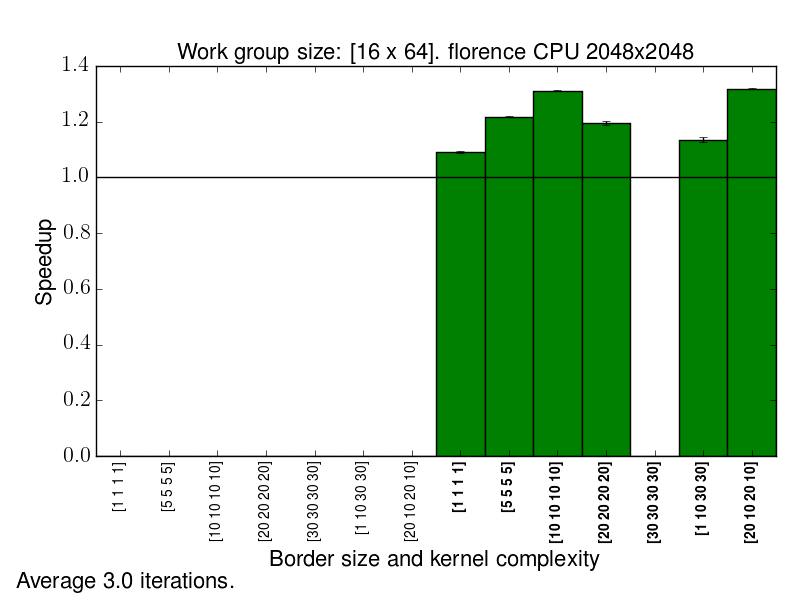 Work group size: [16 x 64]. florence CPU 2048x2048
1.4
1.2
1.0
0.8
0.6
0.4
0.2
0.0
Speedup
[1 1 1 1]
[5 5 5 5]
[10 10 10 10]
[20 20 20 20]
[30 30 30 30]
[1 10 30 30]
[20 10 20 10]
[1 1 1 1]
[5 5 5 5]
[10 10 10 10]
[20 20 20 20]
[30 30 30 30]
[1 10 30 30]
[20 10 20 10]
Border size and kernel complexity
Average 3.0 iterations.